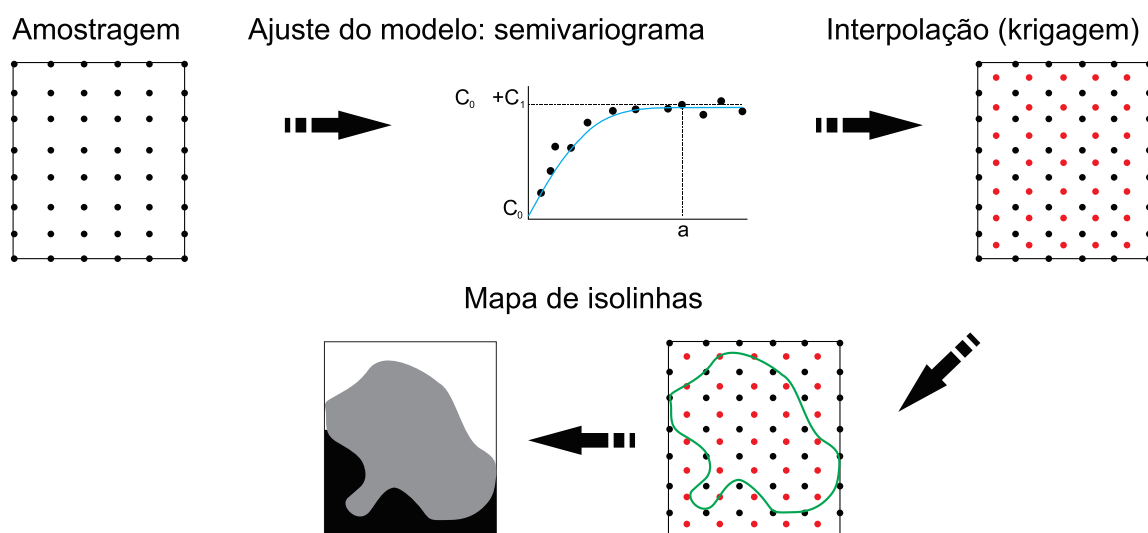 Amostragem
Ajuste do modelo: semivariograma
Interpolação (krigagem)
C₀ +C₁
C₀
a
Mapa de isolinhas